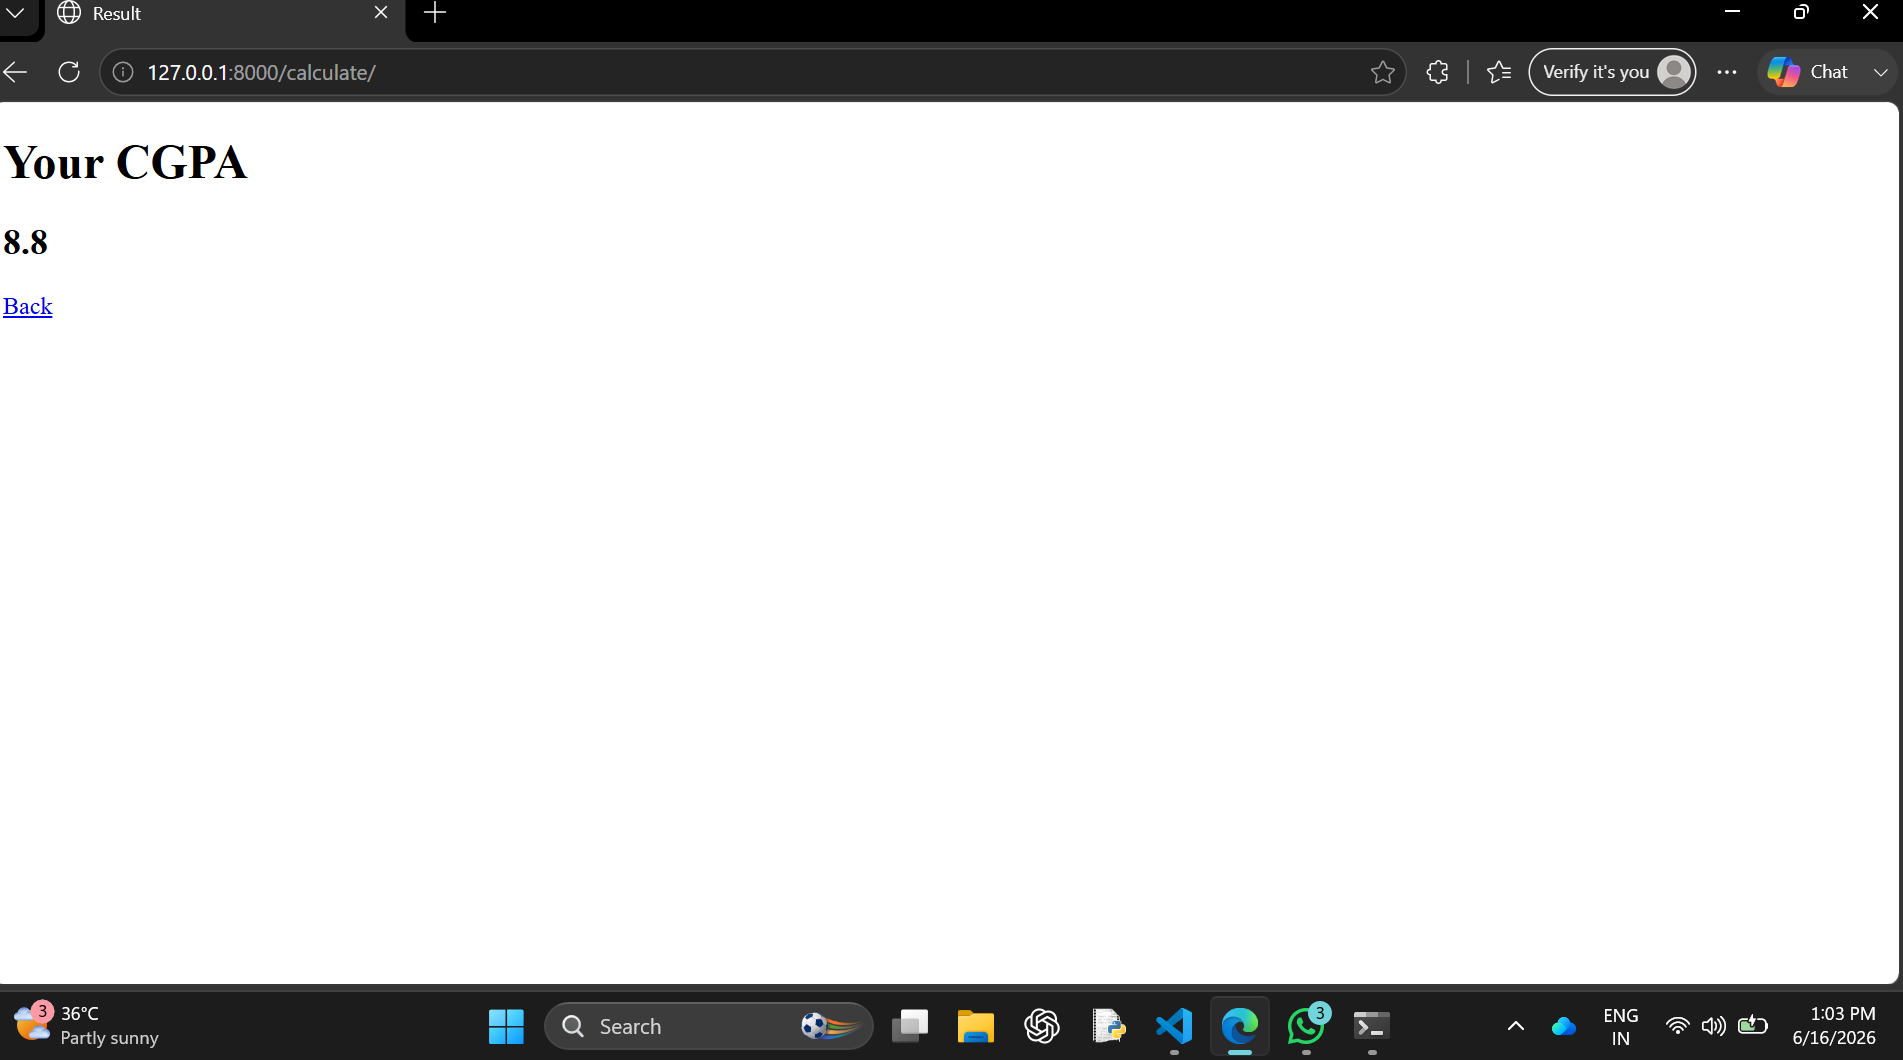 Result
127.0.0.1:8000/calculate/
Verify it's you
Chat
Your CGPA
8.8
Back
3
36°C
Partly sunny
Search
3
ENG
IN
1:03 PM
6/16/2026